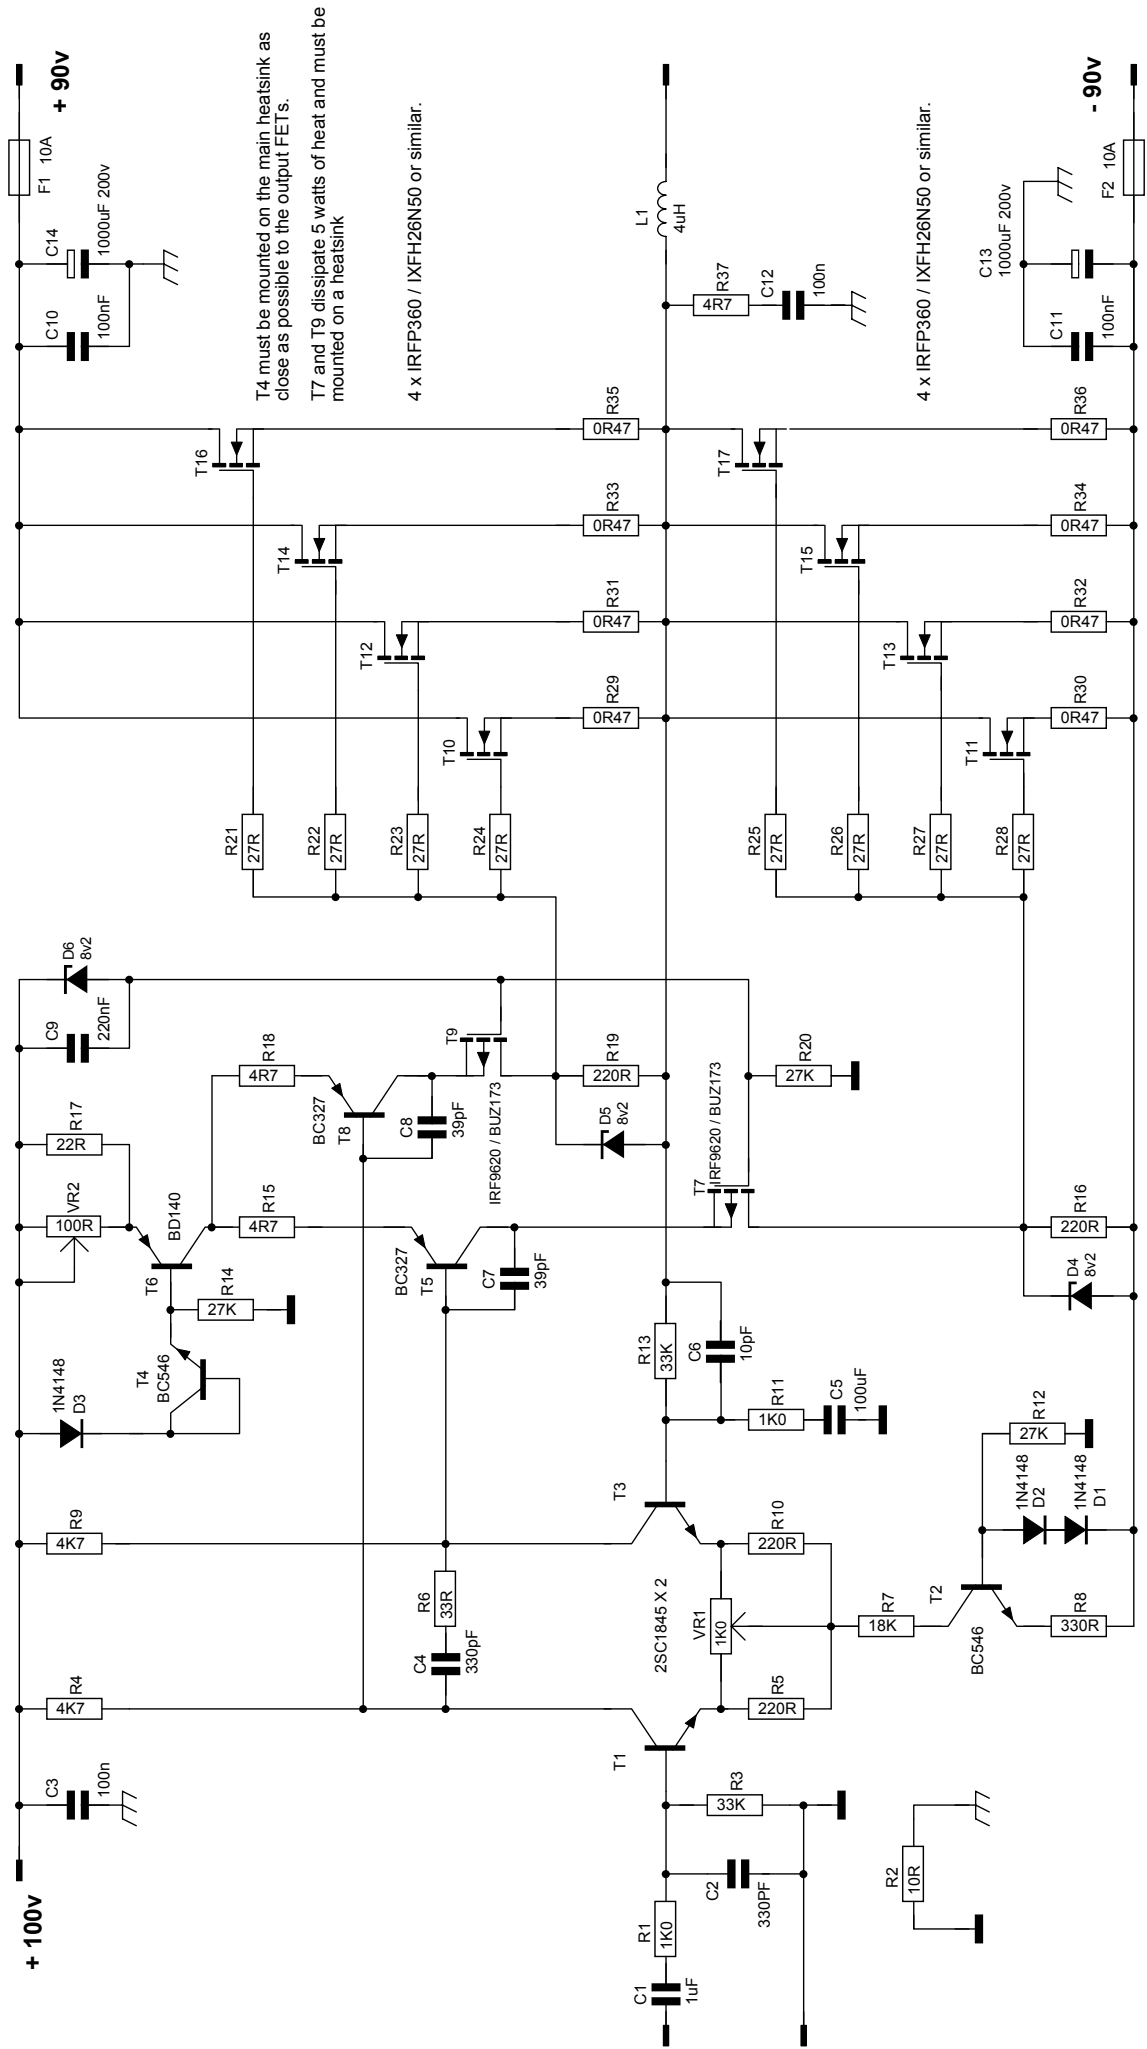 + 100v
C3
100n
R4
4K7
R9
4K7
1N4148
D3
T4
BC546
R14
27K
T6
BD140
VR2
100R
R17
22R
C9
220nF
D6
8v2
R15
4R7
R18
4R7
BC327
T8
BC327
T5
C8
39pF
C7
39pF
T9
IRF9620 / BUZ173
T7
IRF9620 / BUZ173
R19
220R
D5
8v2
R20
27K
R16
220R
D4
8v2
C4
330pF
R6
33R
C1
1uF
R1
1K0
C2
330PF
R3
33K
R2
10R
T1
T3
2SC1845 X 2
VR1
1K0
R5
220R
R10
220R
R7
18K
T2
BC546
R8
330R
R12
27K
1N4148
D2
1N4148
D1
R13
33K
C6
10pF
R11
1K0
C5
100uF
R21
27R
R22
27R
R23
27R
R24
27R
R25
27R
R26
27R
R27
27R
R28
27R
T16
T14
T12
T10
T17
T15
T13
T11
R29
0R47
R31
0R47
R33
0R47
R35
0R47
R30
0R47
R32
0R47
R34
0R47
R36
0R47
C10
100nF
C14
1000uF 200v
F1 10A
+ 90v
T4 must be mounted on the main heatsink as
close as possible to the output FETs.
T7 and T9 dissipate 5 watts of heat and must be
mounted on a heatsink
4 x IRFP360 / IXFH26N50 or similar.
L1
4uH
R37
4R7
C12
100n
4 x IRFP360 / IXFH26N50 or similar.
C11
100nF
C13
1000uF 200v
F2 10A
- 90v